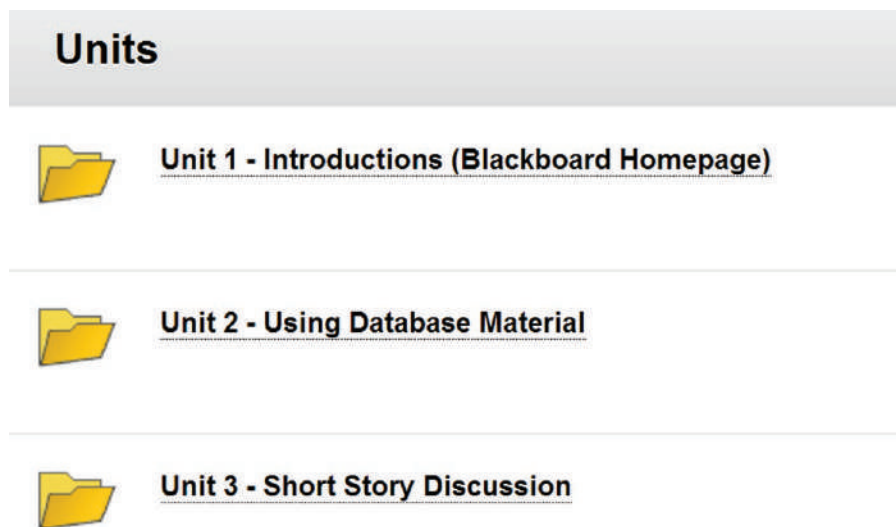 Units
Unit 1 - Introductions (Blackboard Homepage)
Unit 2 - Using Database Material
Unit 3 - Short Story Discussion